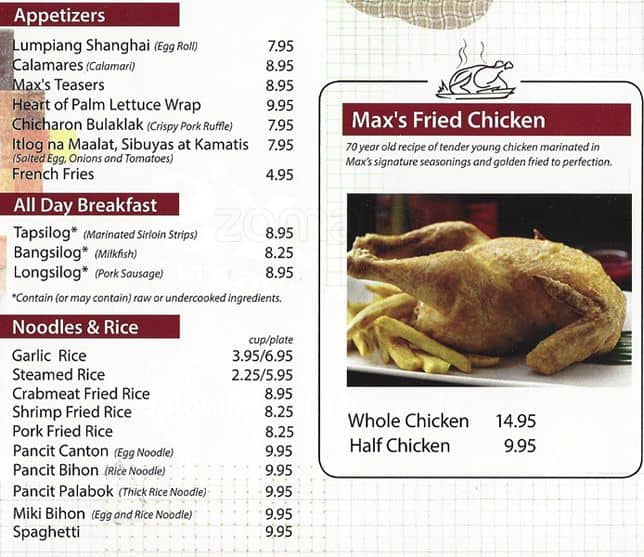 Appetizers
Lumpiang Shanghai (Egg Roll) 7.95
Calamares (Calamari) 8.95
Max's Teasers 8.95
Heart of Palm Lettuce Wrap 9.95
Chicharon Bulaklak (Crispy Pork Ruffle) 7.95
Itlog na Maalat, Sibuyas at Kamatis 7.95
(Salted Egg, Onions and Tomatoes)
French Fries 4.95
All Day Breakfast
Tapsilog* (Marinated Sirloin Strips) 8.95
Bangsilog* (Milkfish) 8.25
Longsilog* (Pork Sausage) 8.95
*Contain (or may contain) raw or undercooked ingredients.
Noodles & Rice
cup/plate
Garlic Rice 3.95/6.95
Steamed Rice 2.25/5.95
Crabmeat Fried Rice 8.95
Shrimp Fried Rice 8.25
Pork Fried Rice 8.25
Pancit Canton (Egg Noodle) 9.95
Pancit Bihon (Rice Noodle) 9.95
Pancit Palabok (Thick Rice Noodle) 9.95
Miki Bihon (Egg and Rice Noodle) 9.95
Spaghetti 9.95
Max's Fried Chicken
70 year old recipe of tender young chicken marinated in
Max's signature seasonings and golden fried to perfection.
Whole Chicken 14.95
Half Chicken 9.95